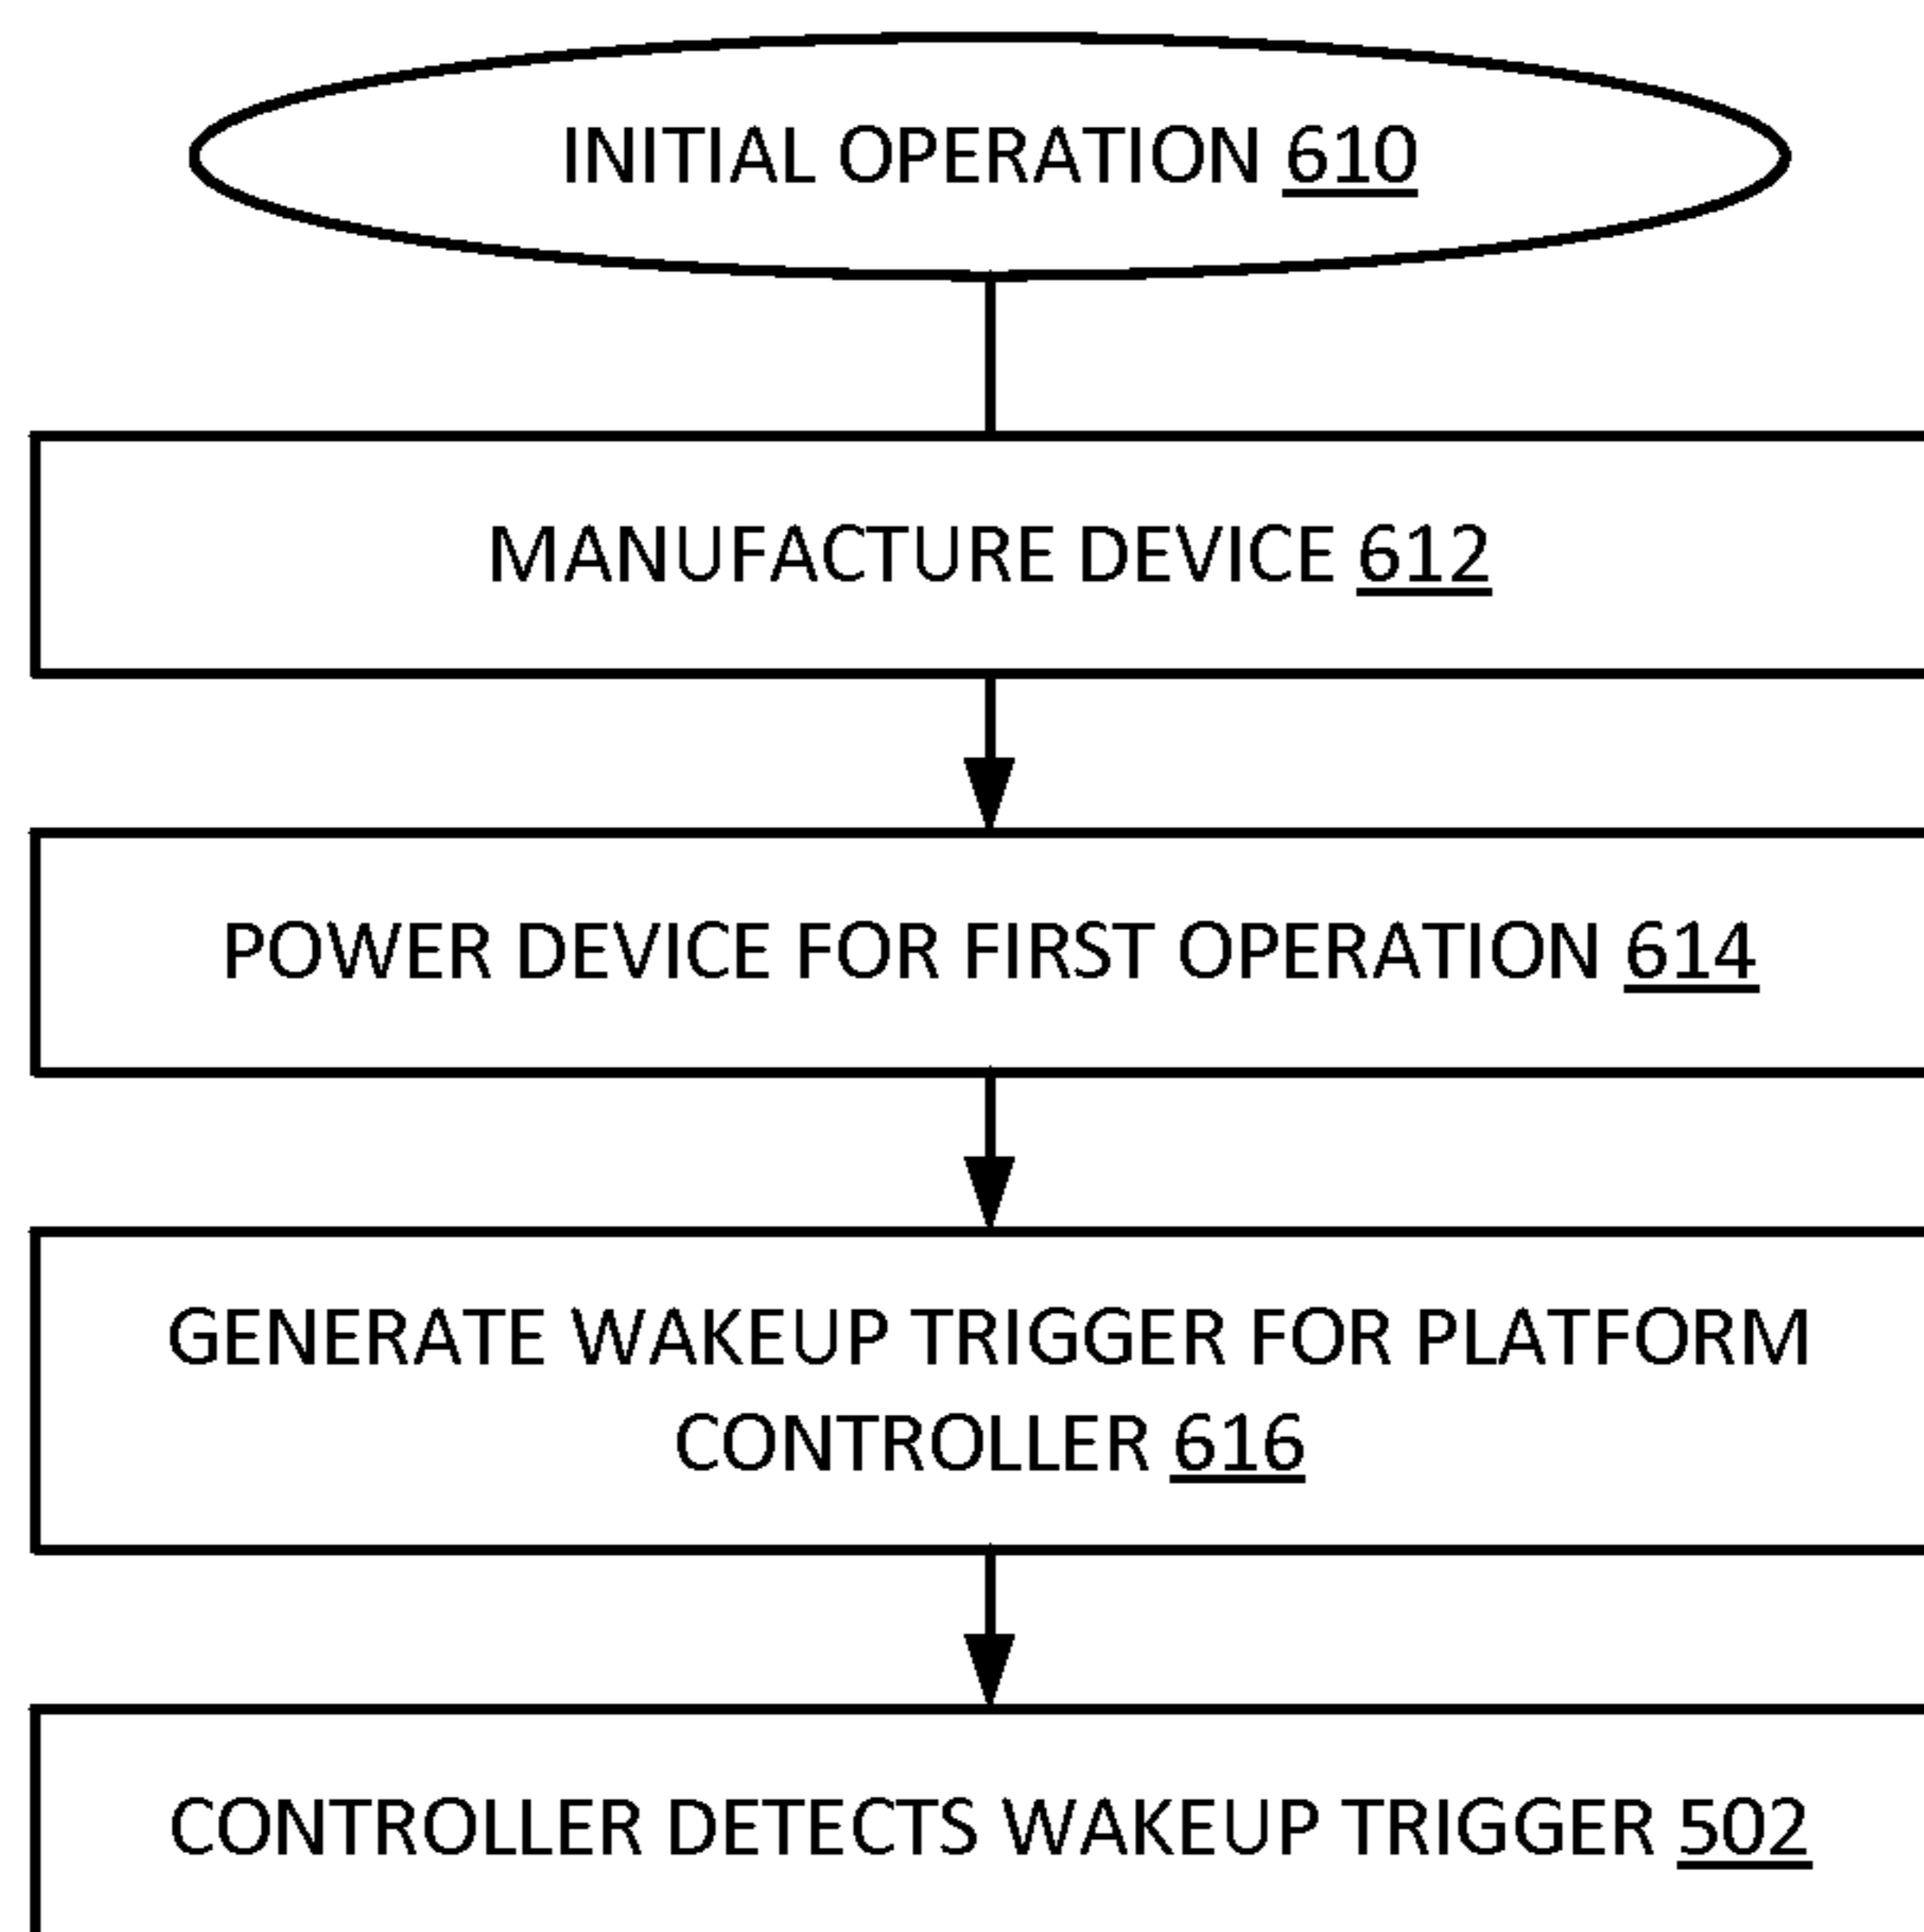 INITIAL OPERATION 610
MANUFACTURE DEVICE 612
POWER DEVICE FOR FIRST OPERATION 614
GENERATE WAKEUP TRIGGER FOR PLATFORM
CONTROLLER 616
CONTROLLER DETECTS WAKEUP TRIGGER 502